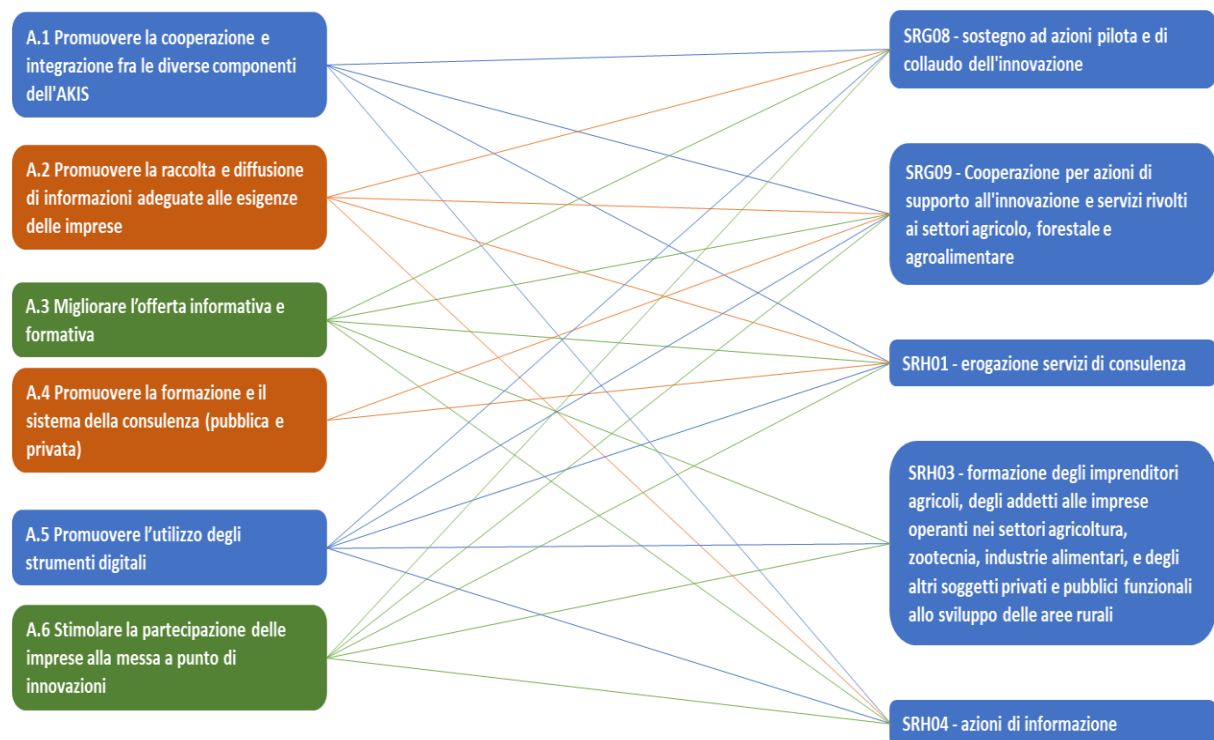 A.1 Promuovere la cooperazione e
integrazione fra le diverse componenti
dell'AKIS
A.2 Promuovere la raccolta e diffusione
di informazioni adeguate alle esigenze
delle imprese
A.3 Migliorare l’offerta informativa e
formativa
A.4 Promuovere la formazione e il
sistema della consulenza (pubblica e
privata)
A.5 Promuovere l’utilizzo degli
strumenti digitali
A.6 Stimolare la partecipazione delle
imprese alla messa a punto di
innovazioni
SRG08 - sostegno ad azioni pilota e di
collaudo dell'innovazione
SRG09 - Cooperazione per azioni di
supporto all'innovazione e servizi rivolti
ai settori agricolo, forestale e
agroalimentare
SRH01 - erogazione servizi di consulenza
SRH03 - formazione degli imprenditori
agricoli, degli addetti alle imprese
operanti nei settori agricoltura,
zootecnia, industrie alimentari, e degli
altri soggetti privati e pubblici funzionali
allo sviluppo delle aree rurali
SRH04 - azioni di informazione